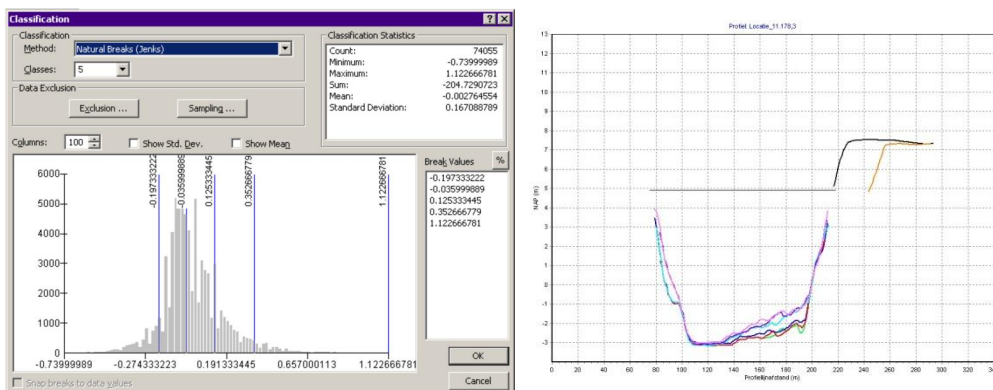 Classification
Classification
Method: Natural Breaks (Jenks)
Classes: 5
Data Exclusion
Exclusion ... Sampling ...
Classification Statistics
Count: 74055
Minimum: -0.73999989
Maximum: 1.122666781
Sum: -204.7290723
Mean: -0.002764554
Standard Deviation: 0.167088789
Columns: 100 Show Std. Dev. Show Mean
%
Break Values
-0.197333222
-0.035999889
0.125333445
0.352666779
1.122666781
6000
5000
4000
3000
2000
1000
0
-0.197333222
-0.035999889
0.125333445
0.352666779
1.122666781
-0.739999889 -0.274333223 0.191333445 0.657000113 1.122666781
OK
Cancel
Snap breaks to data values
Profiel Locatie_11.178,3
NAP (m)
13
12
11
10
9
8
7
6
5
4
3
2
1
0
-1
-2
-3
0 20 40 60 80 100 120 140 160 180 200 220 240 260 280 300 320 340
Profiellijnafstand (m)